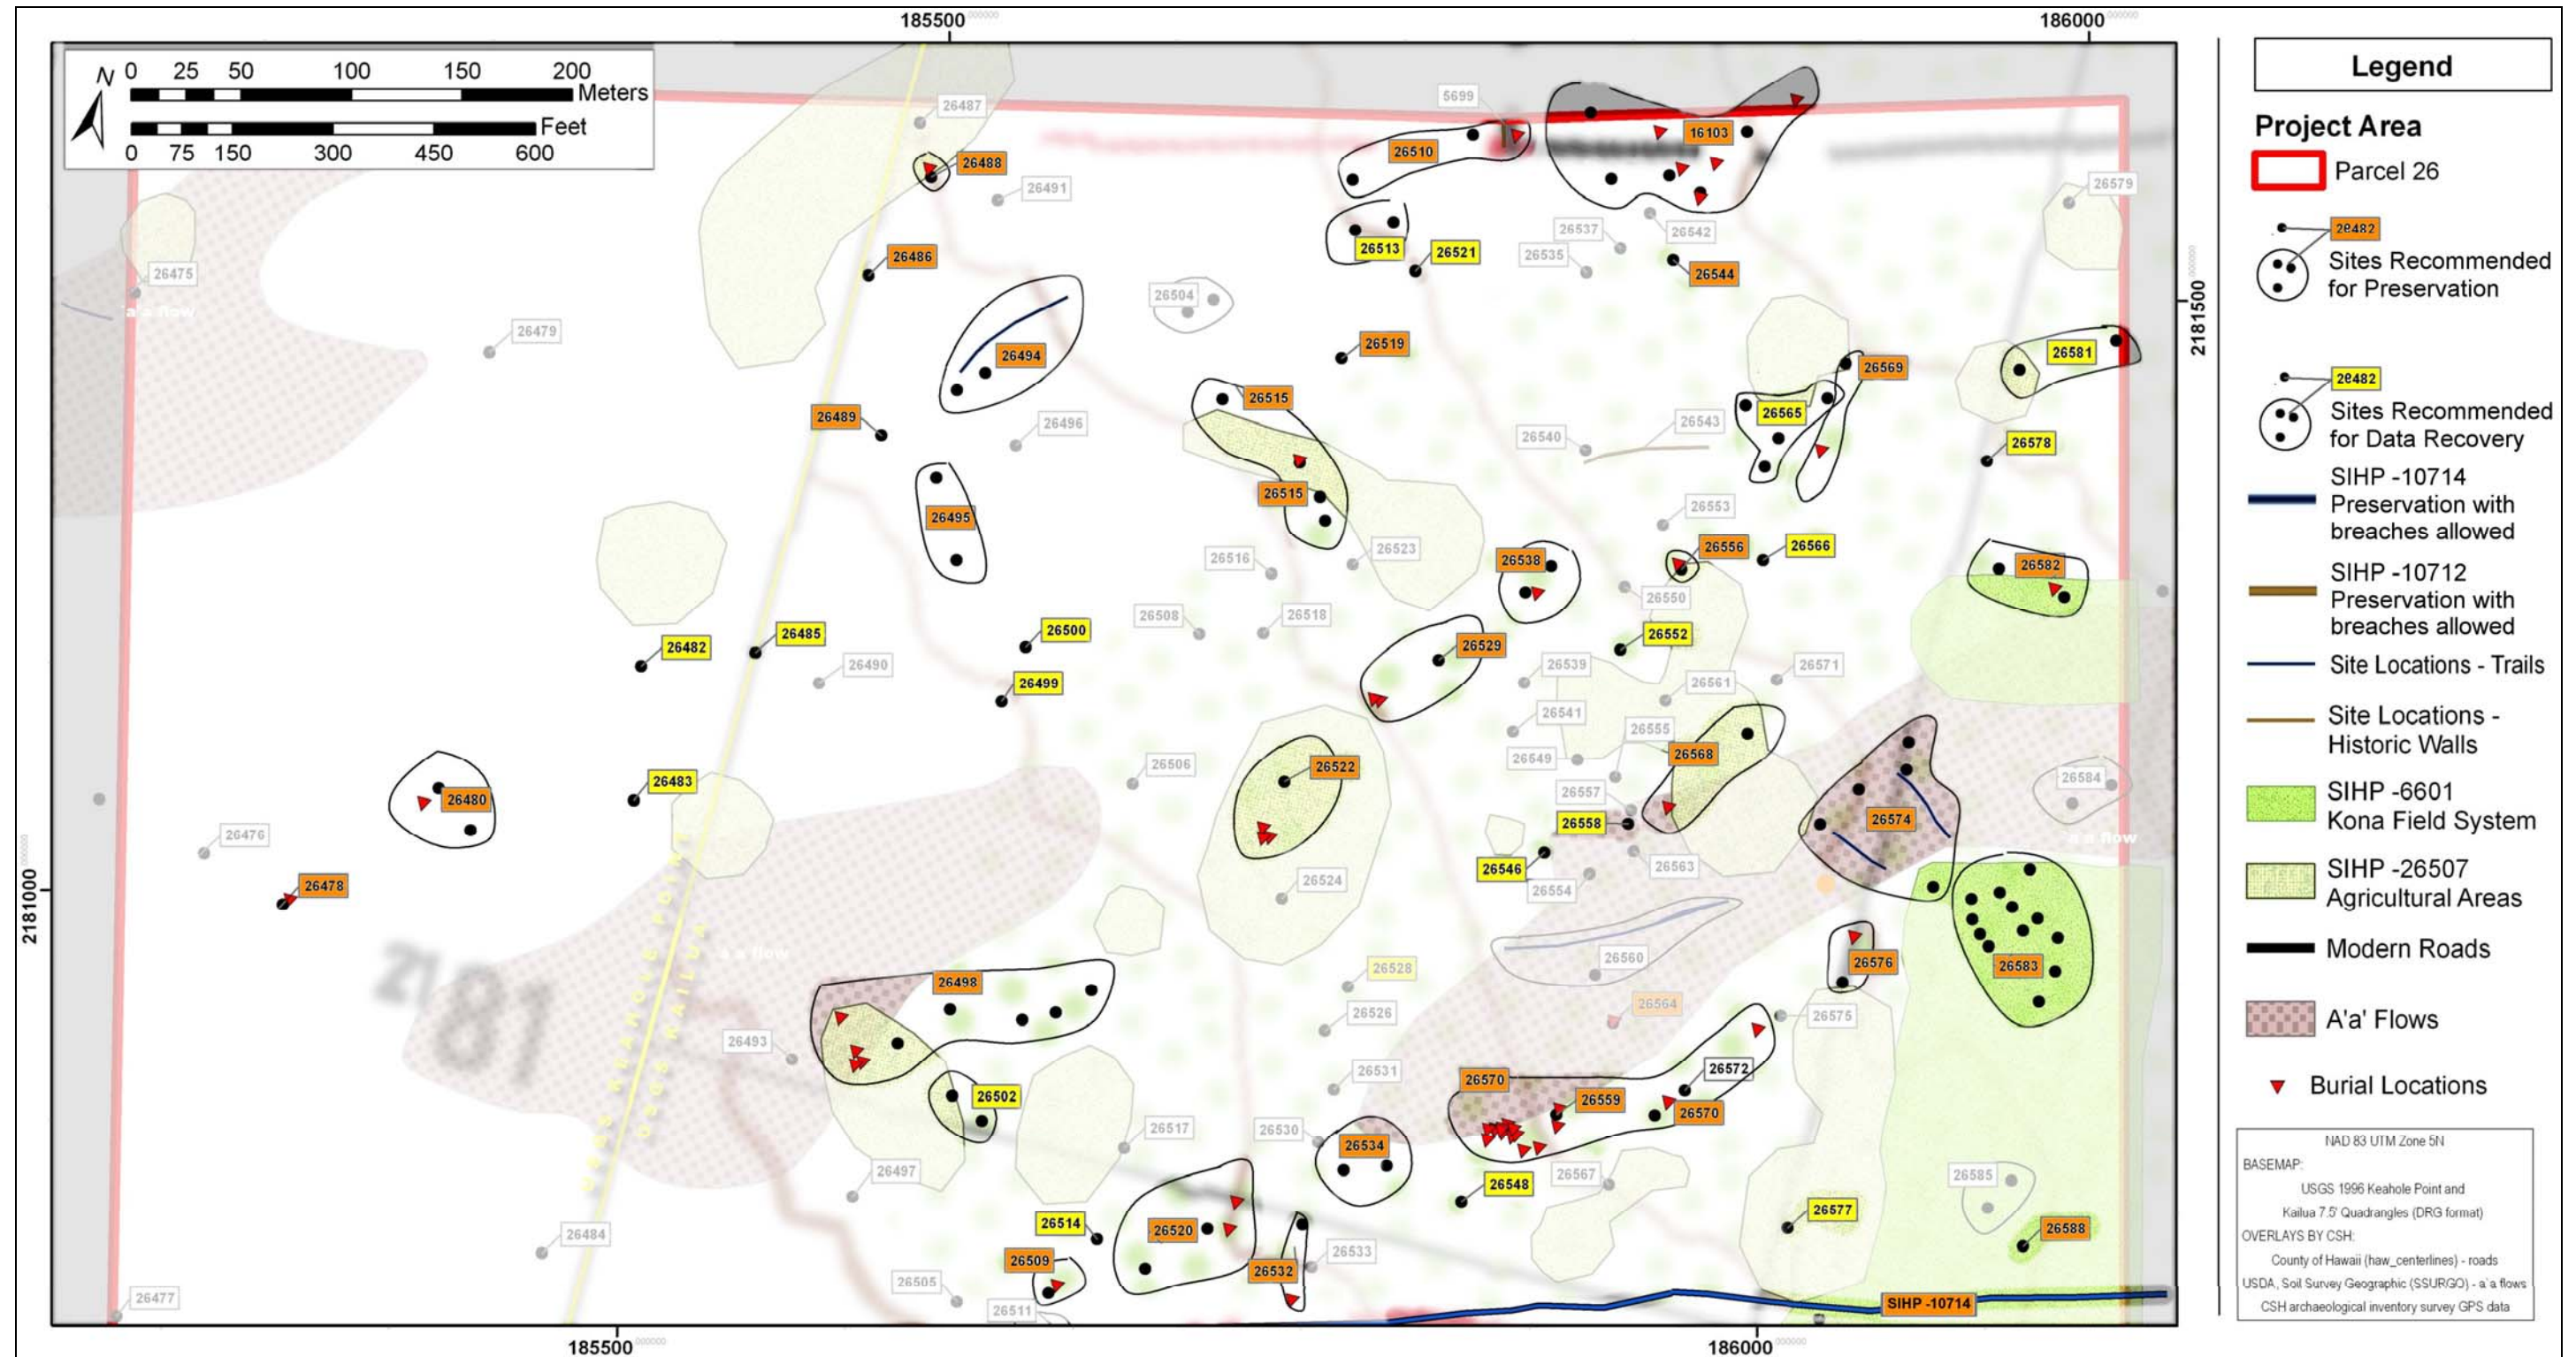 185500
186000
N
0 25 50 100 150 200
Meters
Feet
0 75 150 300 450 600
26487
5699
16103
26488
26510
26491
26579
26537
26542
26513
26521
26486
26535
26544
26475
a'a flow
26504
26479
26519
2181500
26494
26581
26569
26515
26489
26565
26496
26543
26540
26578
26515
26495
26553
26516
26523
26538
26556
26566
26582
26550
26508
26518
26482
26485
26500
26552
26529
26490
26539
26571
26499
26561
26541
26555
26568
26549
26506
26522
26483
26584
26480
26557
26558
26574
26476
a'a flow
26546
26563
26478
26524
26554
2181000
a'a flow
26560
26576
26583
2181
26528
26498
26564
26526
26575
26493
26531
26570
26572
26502
26559
26570
26517
26530
26534
26497
26567
26585
26548
26514
26520
26577
26484
26588
26509
26532
26533
26505
26477
26511
SIHP -10714
USGS KEAHOLE POINT
USGS KAILUA
185500
186000
Legend
Project Area
Parcel 26
26482
Sites Recommended
for Preservation
26482
Sites Recommended
for Data Recovery
SIHP -10714
Preservation with
breaches allowed
SIHP -10712
Preservation with
breaches allowed
Site Locations - Trails
Site Locations -
Historic Walls
SIHP -6601
Kona Field System
SIHP -26507
Agricultural Areas
Modern Roads
A'a' Flows
Burial Locations
NAD 83 UTM Zone 5N
BASEMAP:
USGS 1996 Keahole Point and
Kailua 7.5' Quadrangles (DRG format)
OVERLAYS BY CSH:
County of Hawaii (haw_centerlines) - roads
USDA, Soil Survey Geographic (SSURGO) - a`a flows
CSH archaeological inventory survey GPS data